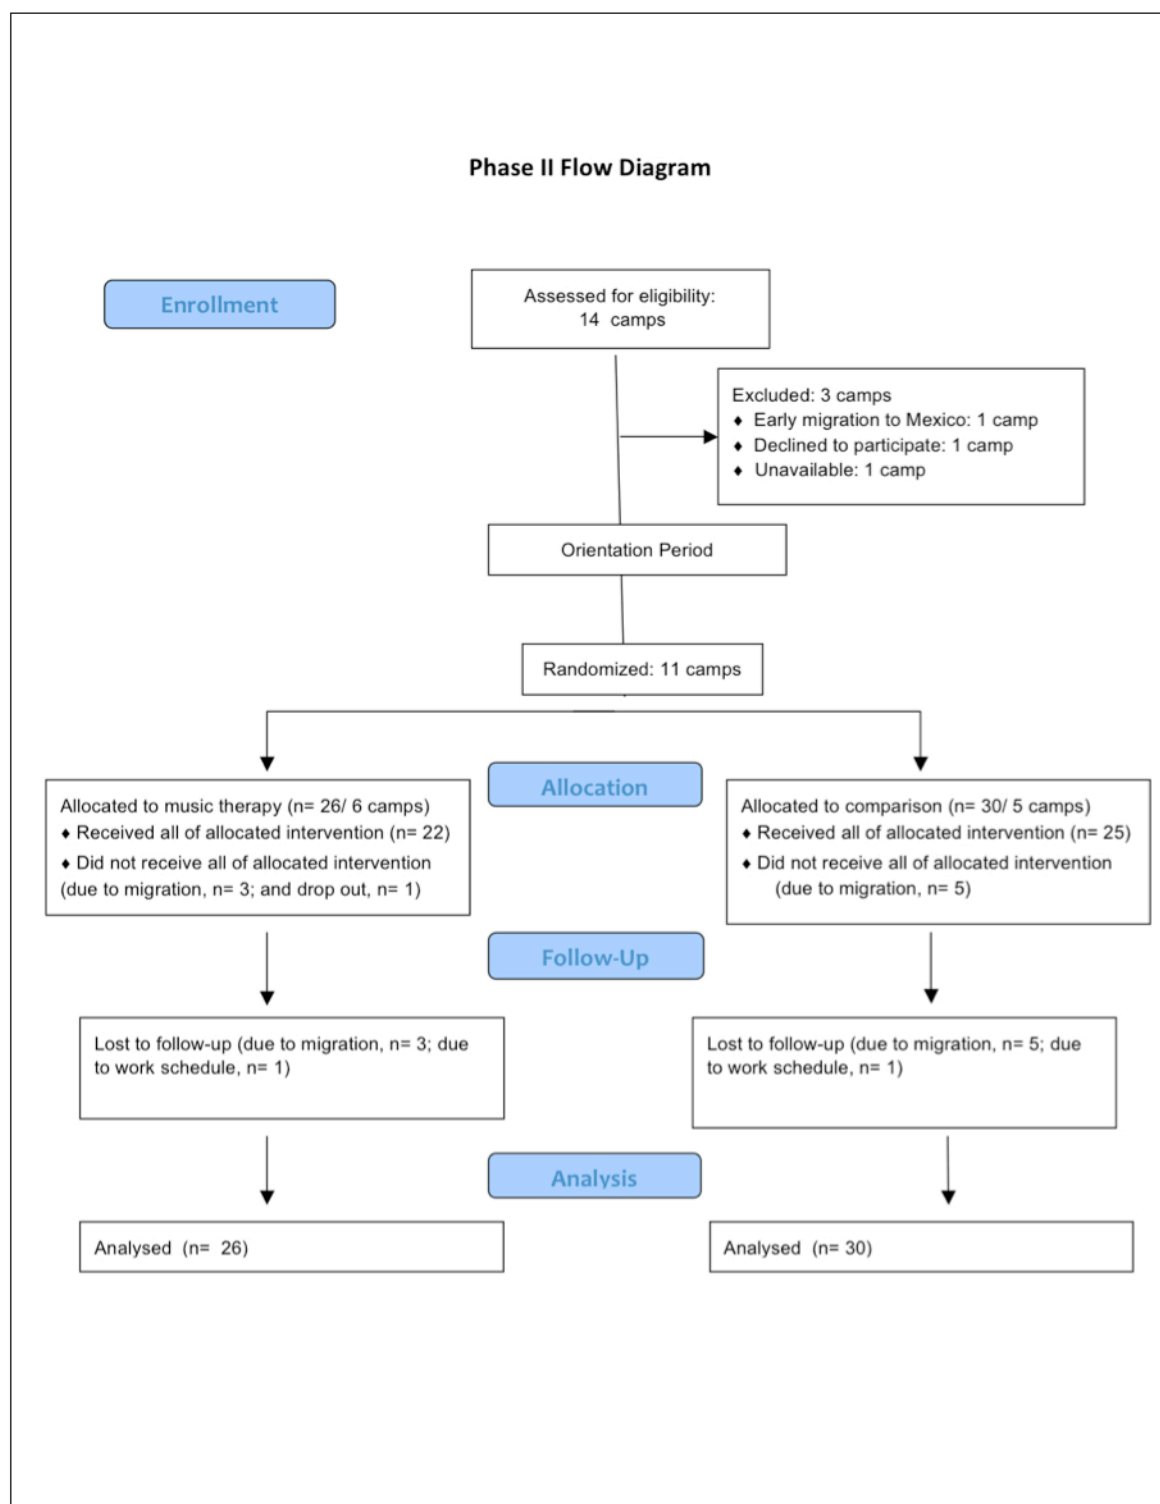 Phase II Flow Diagram
Enrollment
Assessed for eligibility:
14 camps
Excluded: 3 camps
♦ Early migration to Mexico: 1 camp
♦ Declined to participate: 1 camp
♦ Unavailable: 1 camp
Orientation Period
Randomized: 11 camps
Allocation
Allocated to music therapy (n= 26/ 6 camps)
♦ Received all of allocated intervention (n= 22)
♦ Did not receive all of allocated intervention
(due to migration, n= 3; and drop out, n= 1)
Allocated to comparison (n= 30/ 5 camps)
♦ Received all of allocated intervention (n= 25)
♦ Did not receive all of allocated intervention
(due to migration, n= 5)
Follow-Up
Lost to follow-up (due to migration, n= 3; due
to work schedule, n= 1)
Lost to follow-up (due to migration, n= 5; due
to work schedule, n= 1)
Analysis
Analysed (n= 26)
Analysed (n= 30)